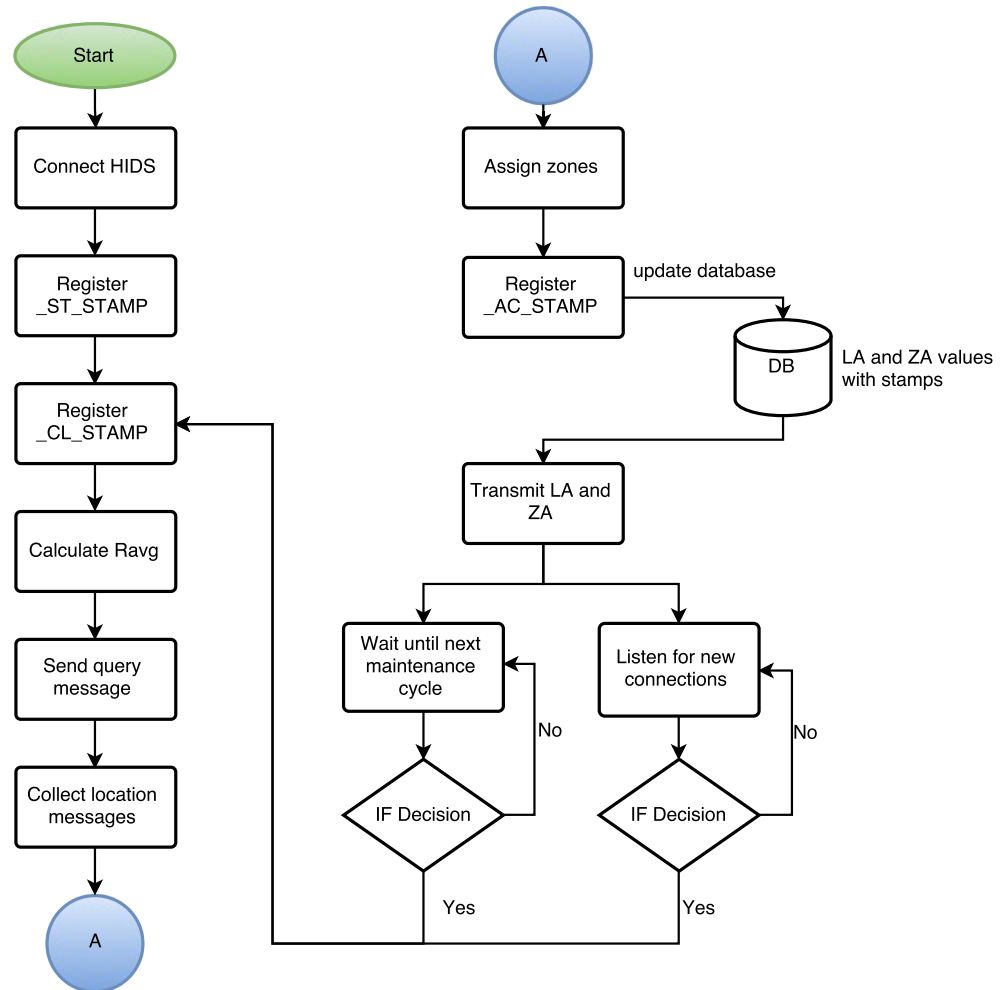 Start
Connect HIDS
Register
_ST_STAMP
Register
_CL_STAMP
Calculate Ravg
Send query
message
Collect location
messages
A
A
Assign zones
Register
_AC_STAMP
update database
DB
LA and ZA values
with stamps
Transmit LA and
ZA
Wait until next
maintenance
cycle
No
IF Decision
Yes
Listen for new
connections
No
IF Decision
Yes